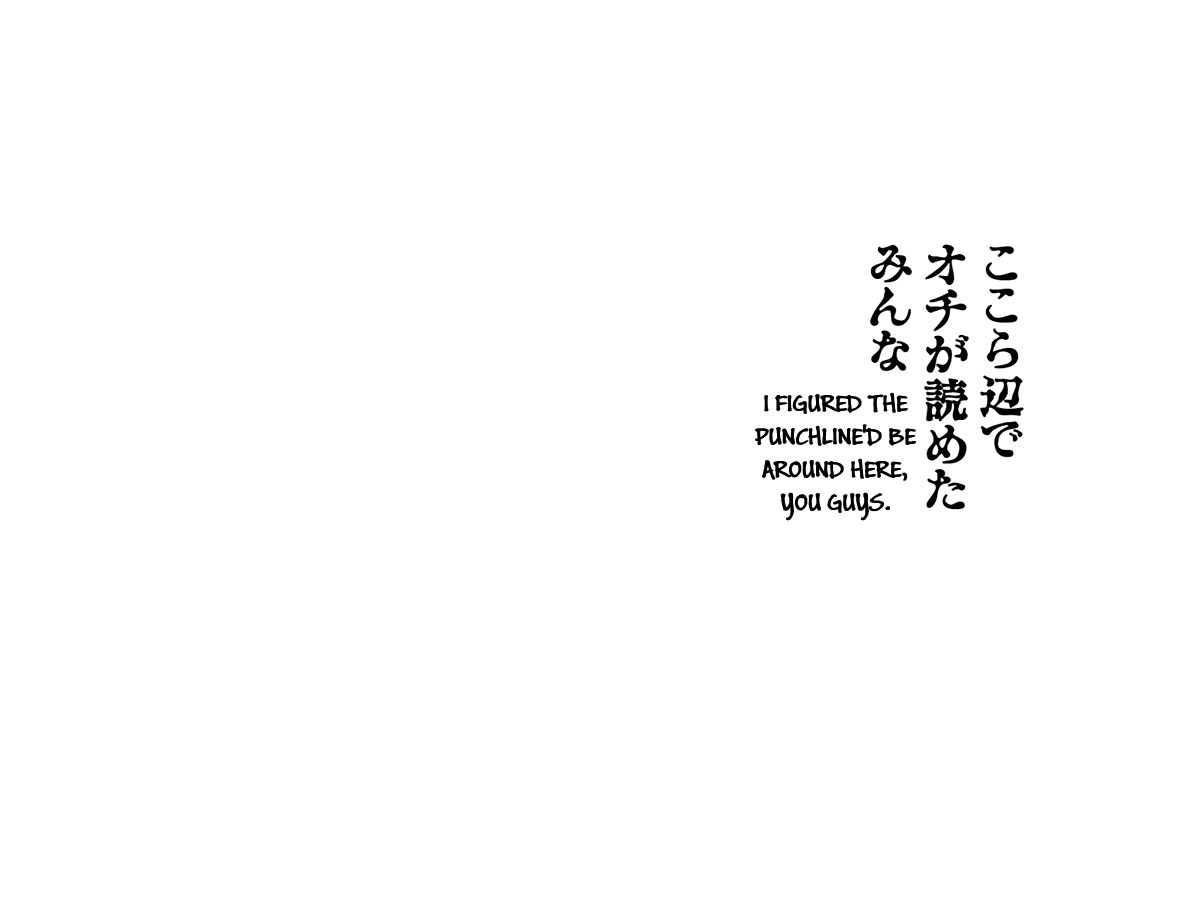 ここら辺で
オチが読めた
みんな
I FIGURED THE
PUNCHLINE'D BE
AROUND HERE,
YOU GUYS.